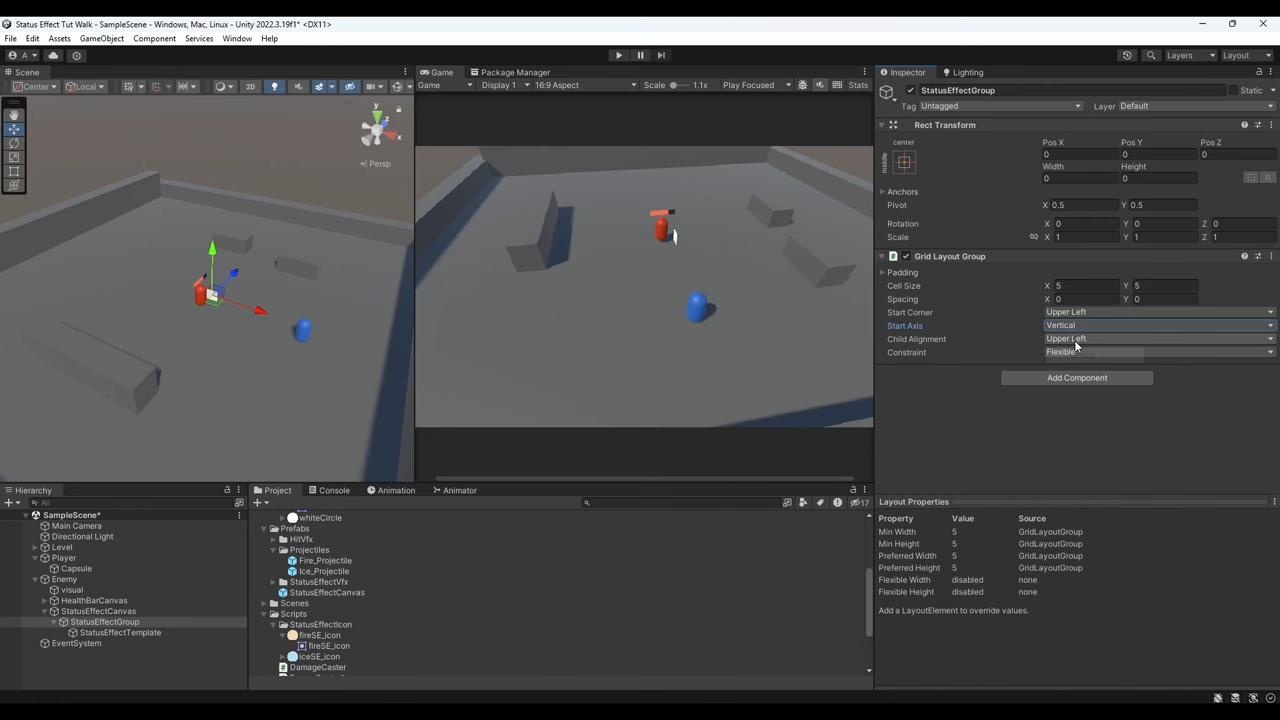 Status Effect Tut Walk - SampleScene - Windows, Mac, Linux - Unity 2022.3.19f1* <DX11>
File Edit Assets GameObject Component Services Window Help
A Layers Layout
Scene
Center Local 2D
y
x
Persp
Game Package Manager
Game Display 1 16:9 Aspect Scale 1.1x Play Focused Stats
Inspector Lighting
StatusEffectGroup Static
Tag Untagged Layer Default
Rect Transform
center Pos X Pos Y Pos Z
middle 0 0 0
Width Height
0 0 R
Anchors
Pivot X 0.5 Y 0.5
Rotation X 0 Y 0 Z 0
Scale X 1 Y 1 Z 1
Grid Layout Group
Padding
Cell Size X 5 Y 5
Spacing X 0 Y 0
Start Corner Upper Left
Start Axis Vertical
Child Alignment Upper Left
Constraint Flexible
Add Component
Layout Properties
Property Value Source
Min Width 5 GridLayoutGroup
Min Height 5 GridLayoutGroup
Preferred Width 5 GridLayoutGroup
Preferred Height 5 GridLayoutGroup
Flexible Width disabled none
Flexible Height disabled none
Add a LayoutElement to override values.
Hierarchy
All
SampleScene*
Main Camera
Directional Light
Level
Player
Capsule
Enemy
visual
HealthBarCanvas
StatusEffectCanvas
StatusEffectGroup
StatusEffectTemplate
EventSystem
Project Console Animation Animator
17
whiteCircle
Prefabs
HitVfx
Projectiles
Fire_Projectile
Ice_Projectile
StatusEffectVfx
StatusEffectCanvas
Scenes
Scripts
StatusEffectIcon
fireSE_icon
fireSE_icon
iceSE_icon
DamageCaster